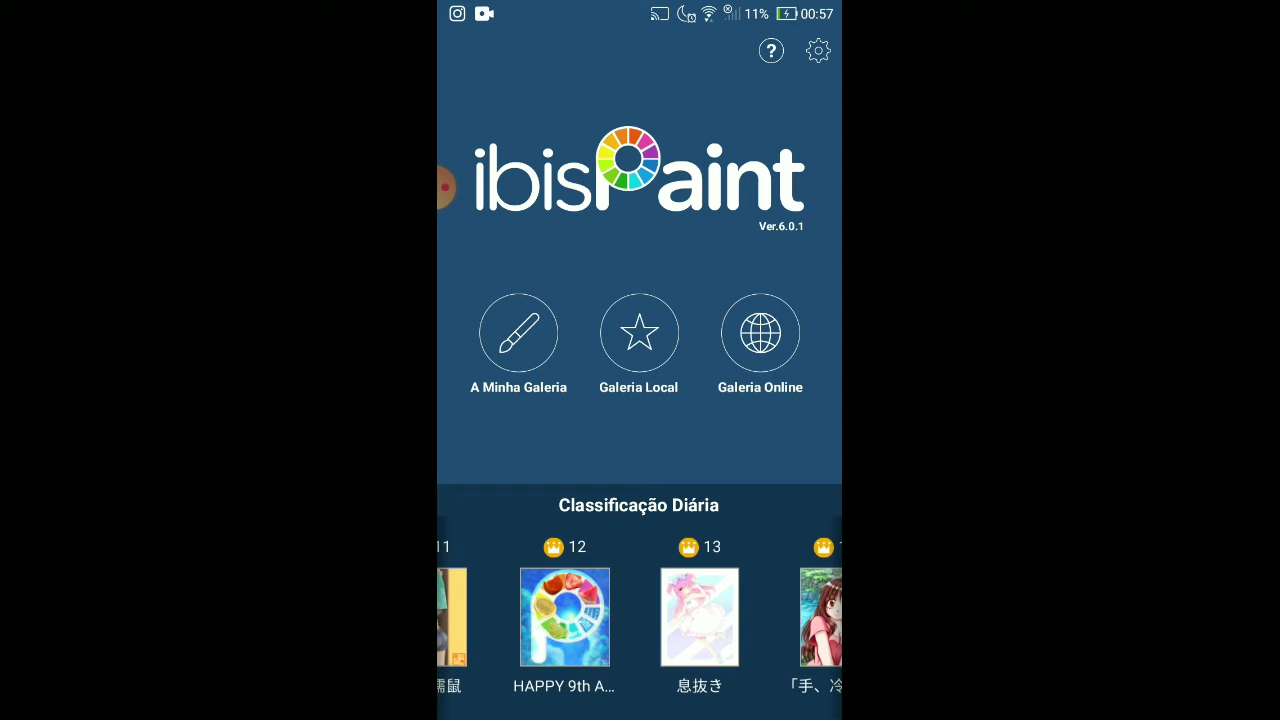 11% 00:57
?
ibisPaint
Ver.6.0.1
A Minha Galeria Galeria Local Galeria Online
Classificação Diária
11 12 13
鼠 HAPPY 9th A... 息抜き 「手、冷